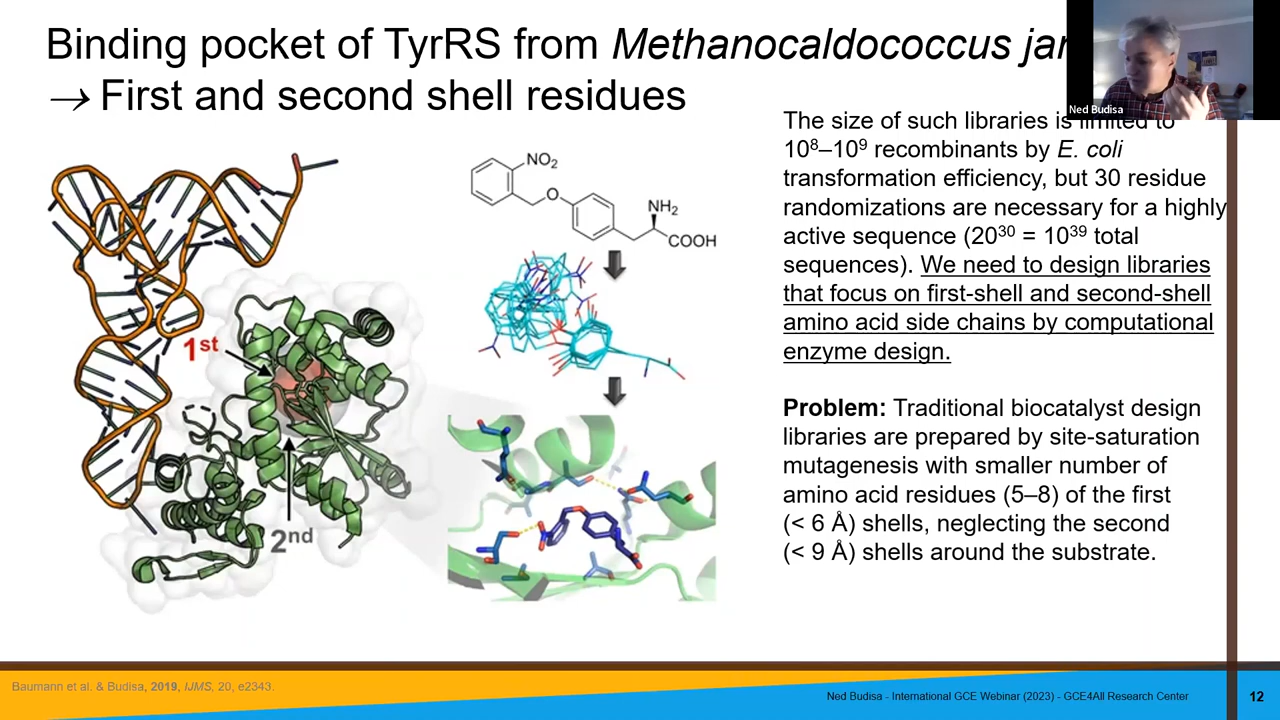 Binding pocket of TyrRS from Methanocaldococcus jan
→ First and second shell residues
Ned Budisa
The size of such libraries is limited to
10⁸–10⁹ recombinants by E. coli
transformation efficiency, but 30 residue
randomizations are necessary for a highly
active sequence (20³⁰ = 10³⁹ total
sequences). We need to design libraries
that focus on first-shell and second-shell
amino acid side chains by computational
enzyme design.
Problem: Traditional biocatalyst design
libraries are prepared by site-saturation
mutagenesis with smaller number of
amino acid residues (5–8) of the first
(< 6 Å) shells, neglecting the second
(< 9 Å) shells around the substrate.
NO₂
O
NH₂
COOH
1st
2nd
Baumann et al. & Budisa, 2019, IJMS, 20, e2343.
Ned Budisa - International GCE Webinar (2023) - GCE4All Research Center
12